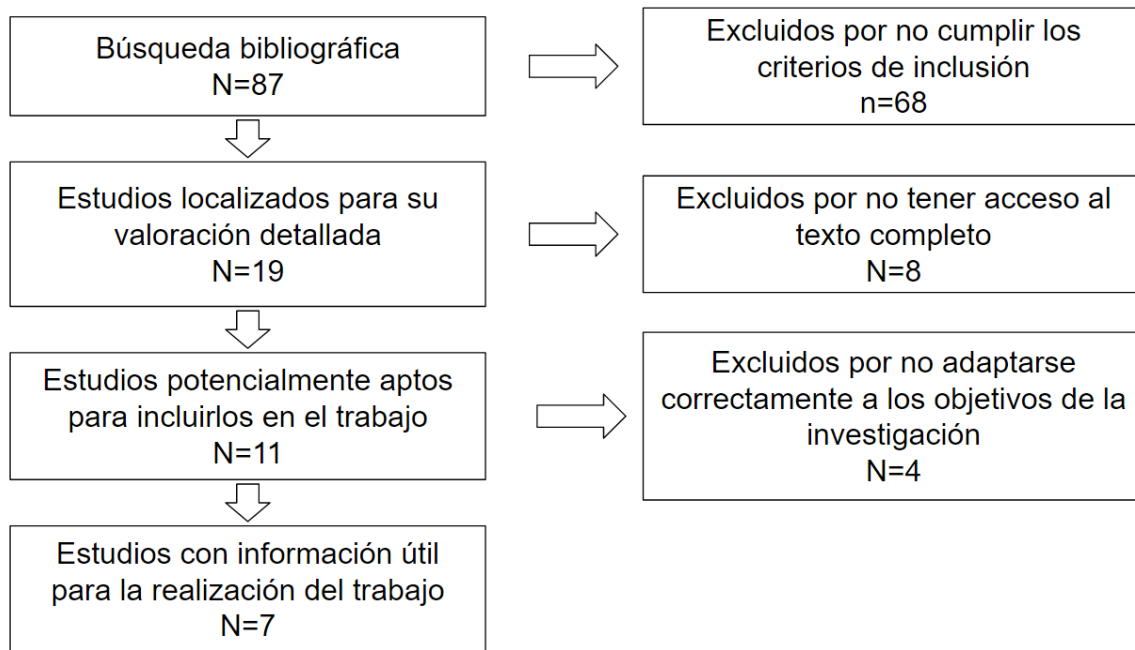 Búsqueda bibliográfica
N=87
Excluidos por no cumplir los
criterios de inclusión
n=68
Estudios localizados para su
valoración detallada
N=19
Excluidos por no tener acceso al
texto completo
N=8
Estudios potencialmente aptos
para incluirlos en el trabajo
N=11
Excluidos por no adaptarse
correctamente a los objetivos de la
investigación
N=4
Estudios con información útil
para la realización del trabajo
N=7